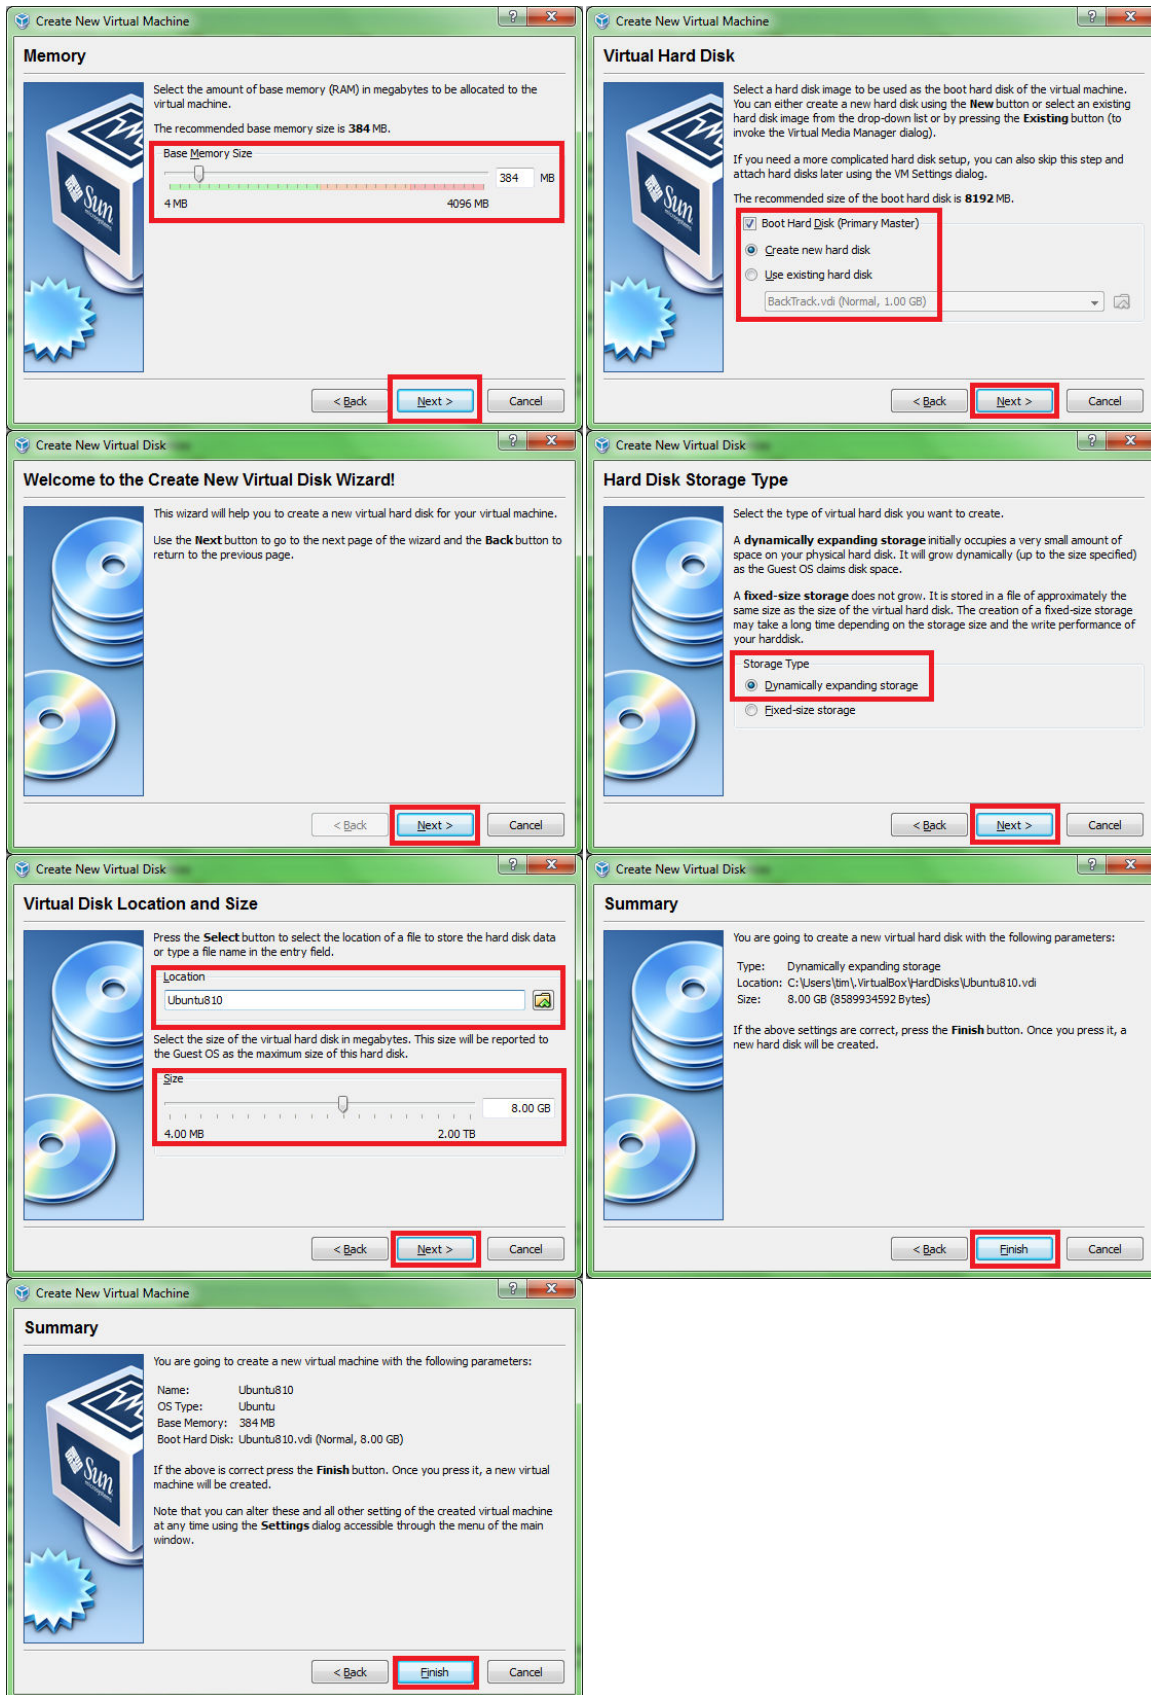 Create New Virtual Machine
Memory
Select the amount of base memory (RAM) in megabytes to be allocated to the
virtual machine.
The recommended base memory size is 384 MB.
Base Memory Size
384 MB
4 MB 4096 MB
Sun
microsystems
< Back Next > Cancel
Create New Virtual Machine
Virtual Hard Disk
Select a hard disk image to be used as the boot hard disk of the virtual machine.
You can either create a new hard disk using the New button or select an existing
hard disk image from the drop-down list or by pressing the Existing button (to
invoke the Virtual Media Manager dialog).
If you need a more complicated hard disk setup, you can also skip this step and
attach hard disks later using the VM Settings dialog.
The recommended size of the boot hard disk is 8192 MB.
Boot Hard Disk (Primary Master)
Create new hard disk
Use existing hard disk
BackTrack.vdi (Normal, 1.00 GB)
Sun
microsystems
< Back Next > Cancel
Create New Virtual Disk
Welcome to the Create New Virtual Disk Wizard!
This wizard will help you to create a new virtual hard disk for your virtual machine.
Use the Next button to go to the next page of the wizard and the Back button to
return to the previous page.
< Back Next > Cancel
Create New Virtual Disk
Hard Disk Storage Type
Select the type of virtual hard disk you want to create.
A dynamically expanding storage initially occupies a very small amount of
space on your physical hard disk. It will grow dynamically (up to the size specified)
as the Guest OS claims disk space.
A fixed-size storage does not grow. It is stored in a file of approximately the
same size as the size of the virtual hard disk. The creation of a fixed-size storage
may take a long time depending on the storage size and the write performance of
your harddisk.
Storage Type
Dynamically expanding storage
Fixed-size storage
< Back Next > Cancel
Create New Virtual Disk
Virtual Disk Location and Size
Press the Select button to select the location of a file to store the hard disk data
or type a file name in the entry field.
Location
Ubuntu810
Select the size of the virtual hard disk in megabytes. This size will be reported to
the Guest OS as the maximum size of this hard disk.
Size
8.00 GB
4.00 MB 2.00 TB
< Back Next > Cancel
Create New Virtual Disk
Summary
You are going to create a new virtual hard disk with the following parameters:
Type: Dynamically expanding storage
Location: C:\Users\tim\.VirtualBox\HardDisks\Ubuntu810.vdi
Size: 8.00 GB (8589934592 Bytes)
If the above settings are correct, press the Finish button. Once you press it, a
new hard disk will be created.
< Back Finish Cancel
Create New Virtual Machine
Summary
You are going to create a new virtual machine with the following parameters:
Name: Ubuntu810
OS Type: Ubuntu
Base Memory: 384 MB
Boot Hard Disk: Ubuntu810.vdi (Normal, 8.00 GB)
If the above is correct press the Finish button. Once you press it, a new virtual
machine will be created.
Note that you can alter these and all other setting of the created virtual machine
at any time using the Settings dialog accessible through the menu of the main
window.
Sun
microsystems
< Back Finish Cancel